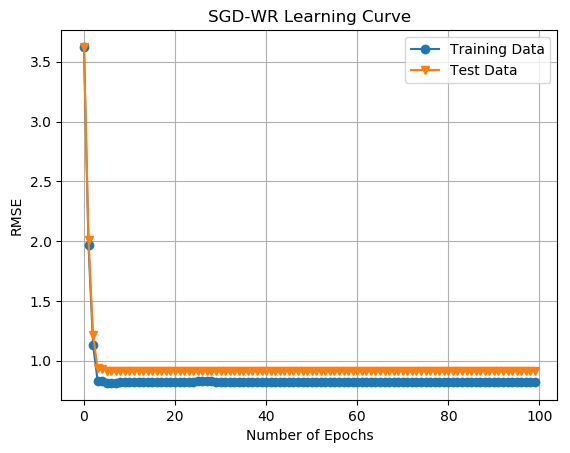 SGD-WR Learning Curve
Training Data
Test Data
3.5
3.0
2.5
2.0
1.5
1.0
RMSE
0 20 40 60 80 100
Number of Epochs